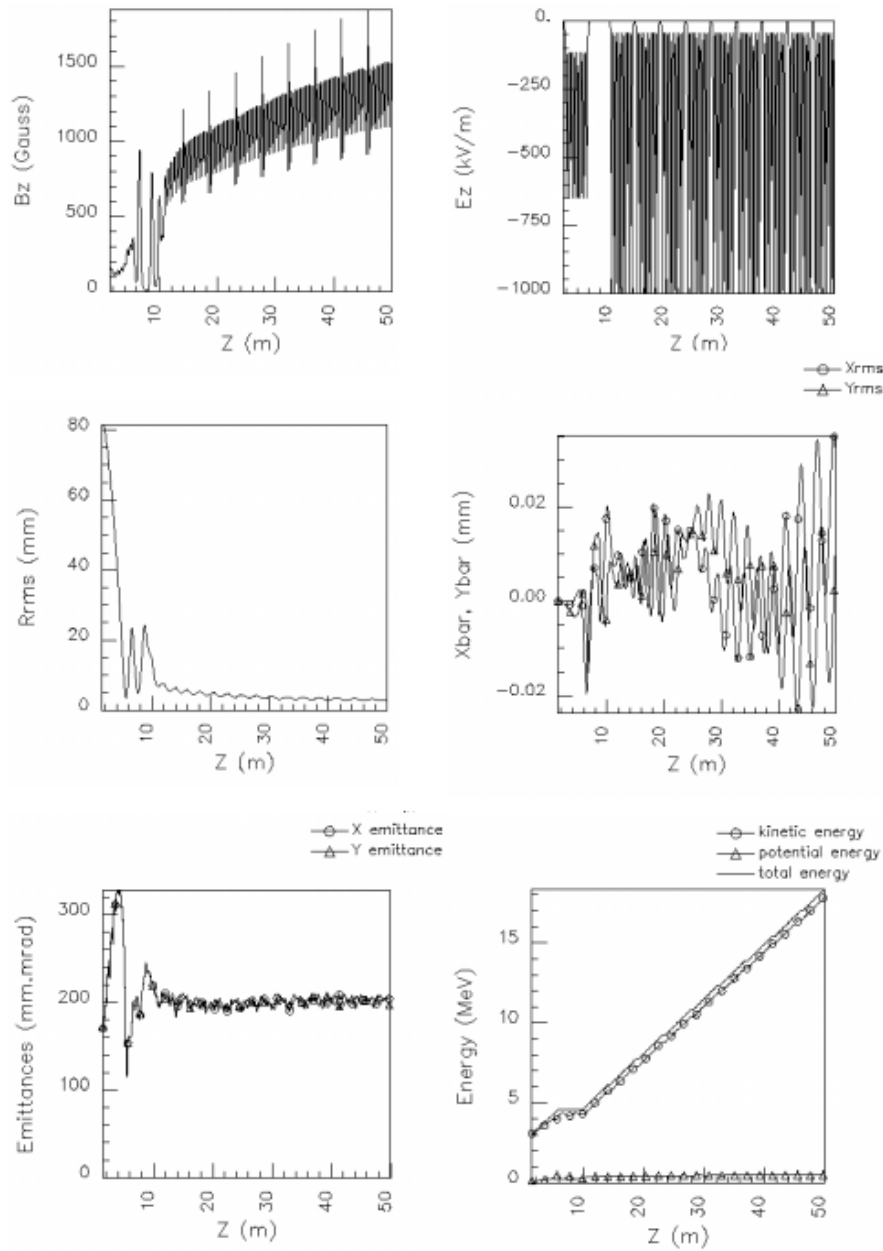 1500
1000
500
0
Bz (Gauss)
10
20
30
40
50
Z (m)
0.
−250
−500
−750
−1000
Ez (kV/m)
10
20
30
40
50
Z (m)
80
60
40
20
0
Rrms (mm)
10
20
30
40
50
Z (m)
Xrms
Yrms
0.02
0.00
−0.02
Xbar, Ybar (mm)
10
20
30
40
50
Z (m)
X emittance
Y emittance
300
200
100
0
Emittances (mm.mrad)
10
20
30
40
50
Z (m)
kinetic energy
potential energy
total energy
15
10
5
0
Energy (MeV)
10
20
30
40
50
Z (m)